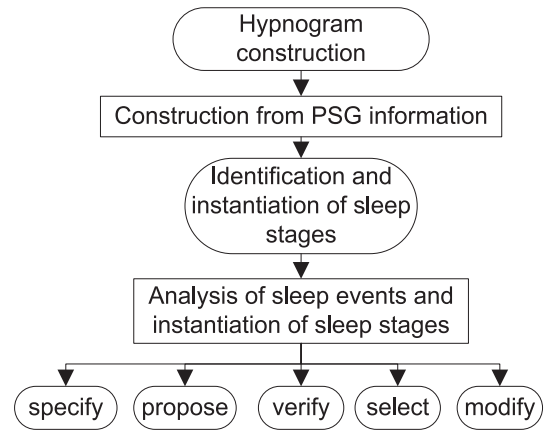 Hypnogram
construction
Construction from PSG information
Identification and
instantiation of sleep
stages
Analysis of sleep events and
instantiation of sleep stages
specify propose verify select modify